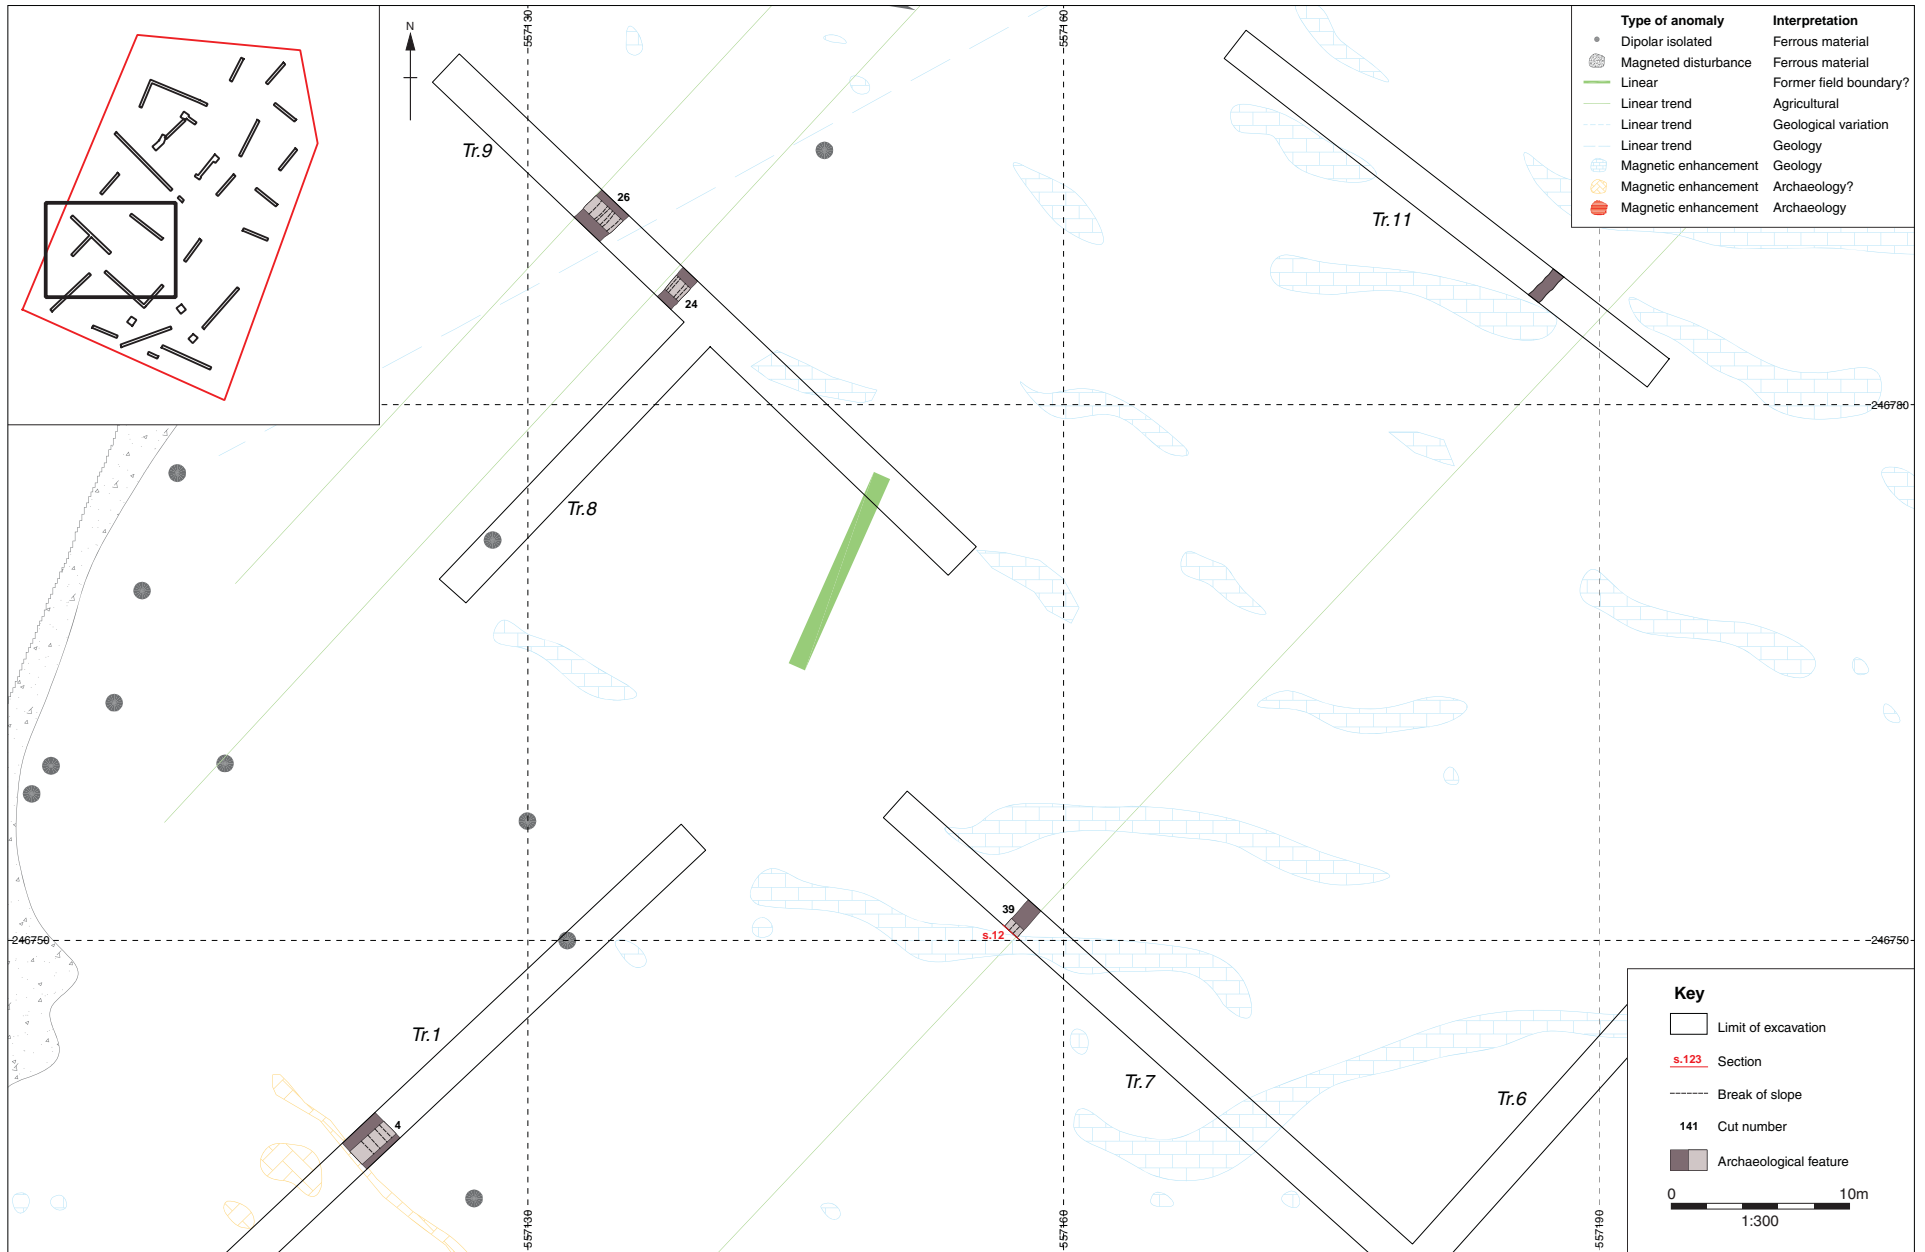 557130
557160
N
Type of anomaly Interpretation
Dipolar isolated Ferrous material
Magneted disturbance Ferrous material
Linear Former field boundary?
Linear trend Agricultural
Linear trend Geological variation
Linear trend Geology
Magnetic enhancement Geology
Magnetic enhancement Archaeology?
Magnetic enhancement Archaeology
Tr.9
26
Tr.11
24
246780
Tr.8
39
s.12
246750
246750
Tr.1
Tr.7
Tr.6
4
Key
Limit of excavation
s.123 Section
Break of slope
141 Cut number
Archaeological feature
0 10m
1:300
557130
557160
557190